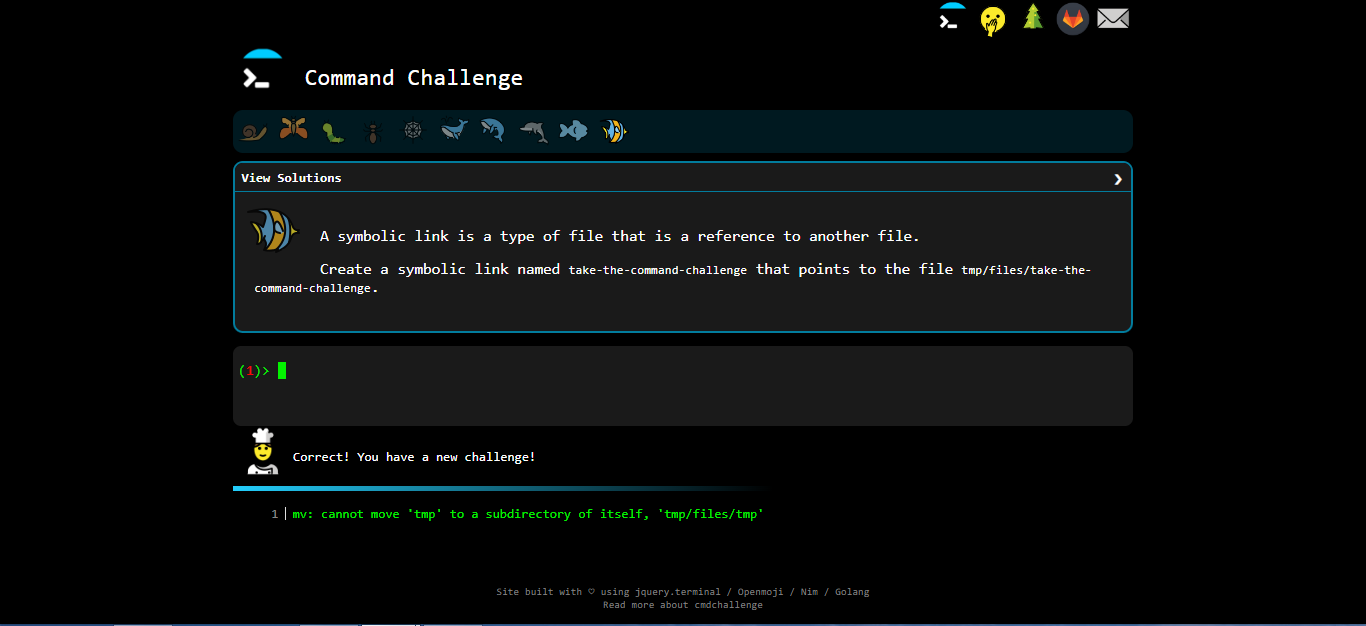 Command Challenge
View Solutions ❯
A symbolic link is a type of file that is a reference to another file.
Create a symbolic link named take-the-command-challenge that points to the file tmp/files/take-the-
command-challenge.
(1)>
Correct! You have a new challenge!
1 mv: cannot move 'tmp' to a subdirectory of itself, 'tmp/files/tmp'
Site built with ♡ using jquery.terminal / Openmoji / Nim / Golang
Read more about cmdchallenge